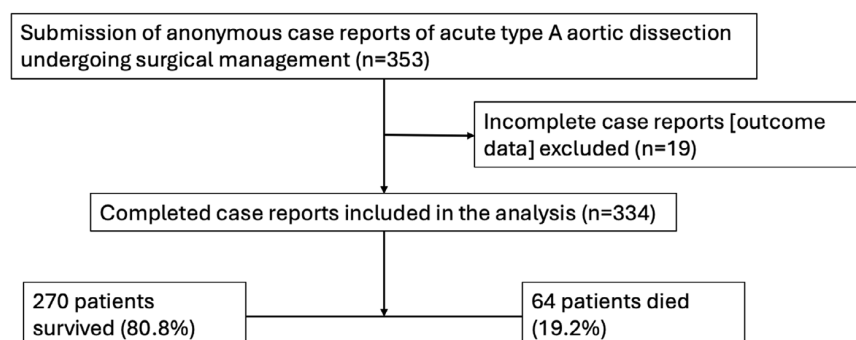 Submission of anonymous case reports of acute type A aortic dissection
undergoing surgical management (n=353)
Incomplete case reports [outcome
data] excluded (n=19)
Completed case reports included in the analysis (n=334)
270 patients
survived (80.8%)
64 patients died
(19.2%)